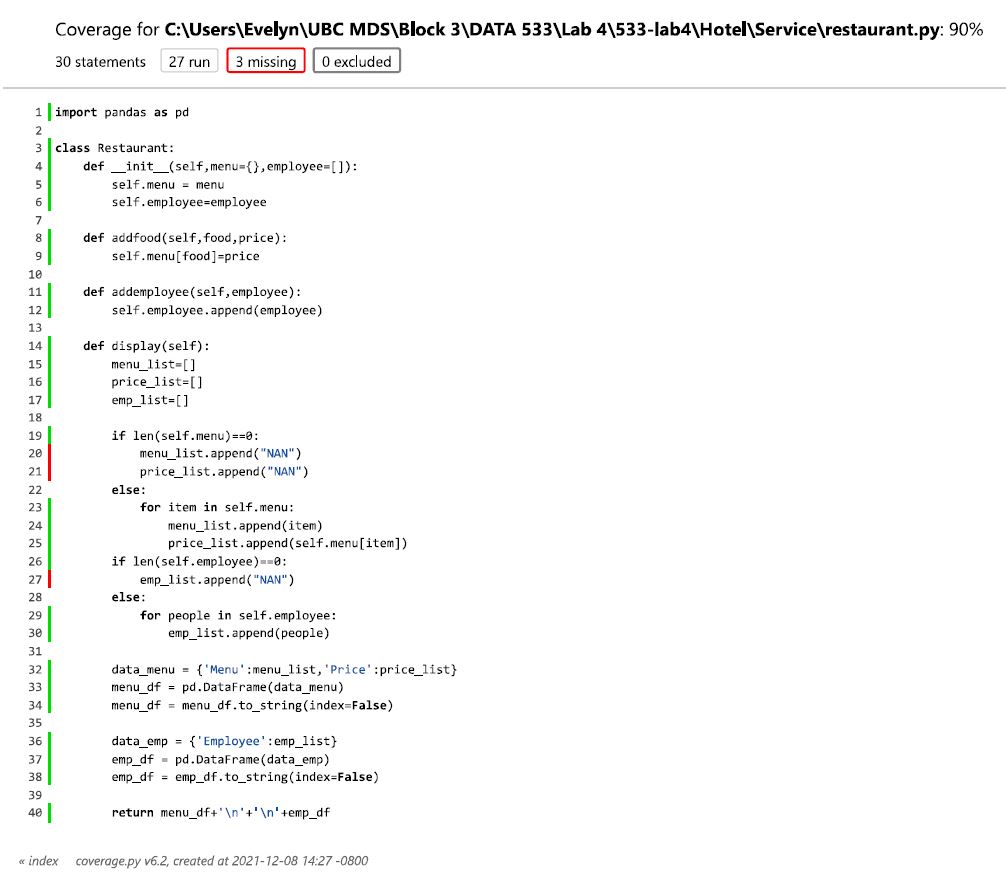 Coverage for C:\Users\Evelyn\UBC MDS\Block 3\DATA 533\Lab 4\533-lab4\Hotel\Service\restaurant.py: 90%
30 statements 27 run 3 missing 0 excluded
1 import pandas as pd
2
3 class Restaurant:
4     def __init__(self,menu={},employee=[]):
5         self.menu = menu
6         self.employee=employee
7
8     def addfood(self,food,price):
9         self.menu[food]=price
10
11     def addemployee(self,employee):
12         self.employee.append(employee)
13
14     def display(self):
15         menu_list=[]
16         price_list=[]
17         emp_list=[]
18
19         if len(self.menu)==0:
20             menu_list.append("NAN")
21             price_list.append("NAN")
22         else:
23             for item in self.menu:
24                 menu_list.append(item)
25                 price_list.append(self.menu[item])
26         if len(self.employee)==0:
27             emp_list.append("NAN")
28         else:
29             for people in self.employee:
30                 emp_list.append(people)
31
32         data_menu = {'Menu':menu_list,'Price':price_list}
33         menu_df = pd.DataFrame(data_menu)
34         menu_df = menu_df.to_string(index=False)
35
36         data_emp = {'Employee':emp_list}
37         emp_df = pd.DataFrame(data_emp)
38         emp_df = emp_df.to_string(index=False)
39
40         return menu_df+'\n'+'\n'+emp_df
« index coverage.py v6.2, created at 2021-12-08 14:27 -0800